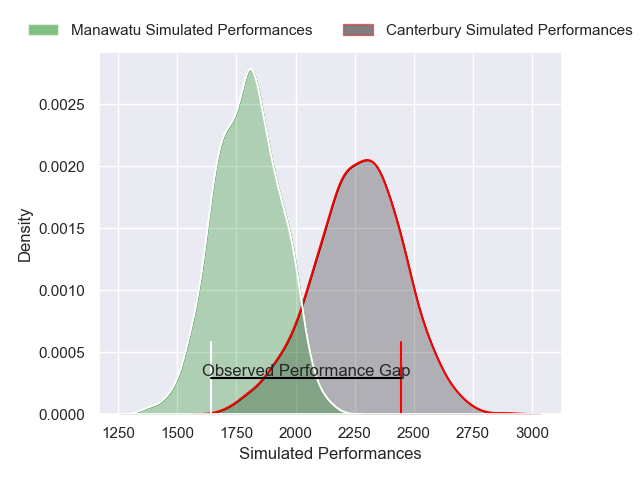 Manawatu Simulated Performances
Canterbury Simulated Performances
0.0025
0.0020
0.0015
0.0010
0.0005
0.0000
Density
Observed Performance Gap
1250 1500 1750 2000 2250 2500 2750 3000
Simulated Performances